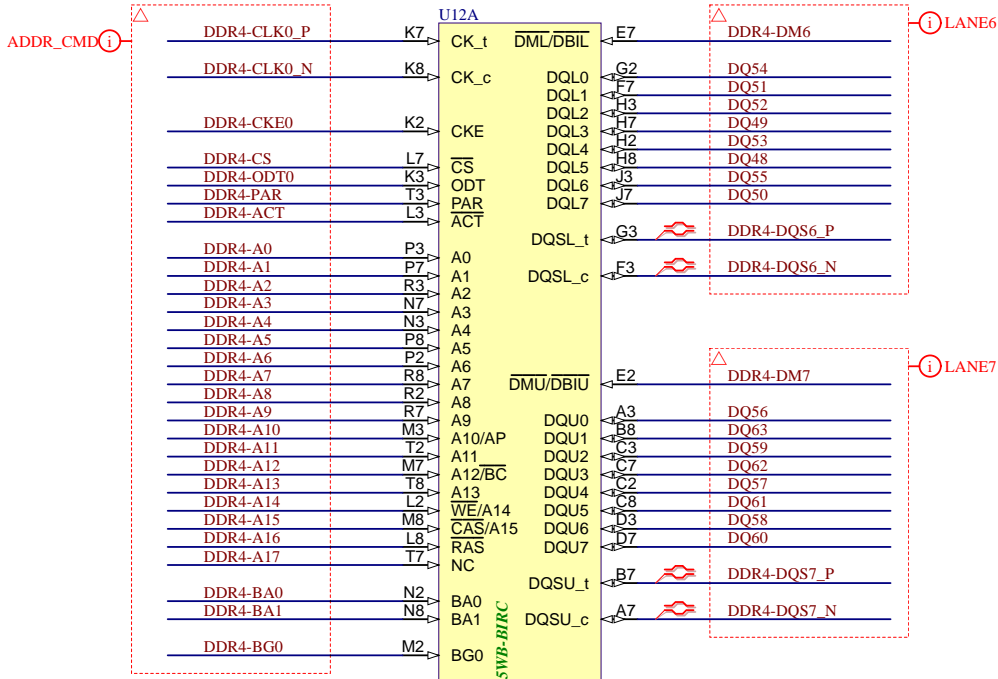 U12A
ADDR_CMD i
i LANE6
DDR4-CLK0_P K7 CK_t DML/DBIL E7 DDR4-DM6
DDR4-CLK0_N K8 CK_c DQL0 G2 DQ54
DQL1 F7 DQ51
DQL2 H3 DQ52
DDR4-CKE0 K2 CKE DQL3 H7 DQ49
DQL4 H2 DQ53
DDR4-CS L7 CS DQL5 H8 DQ48
DDR4-ODT0 K3 ODT DQL6 J3 DQ55
DDR4-PAR T3 PAR DQL7 J7 DQ50
DDR4-ACT L3 ACT
DQSL_t G3 DDR4-DQS6_P
DDR4-A0 P3 A0
DDR4-A1 P7 A1 DQSL_c F3 DDR4-DQS6_N
DDR4-A2 R3 A2
DDR4-A3 N7 A3
DDR4-A4 N3 A4
DDR4-A5 P8 A5
DDR4-A6 P2 A6
i LANE7
DDR4-A7 R8 A7 DMU/DBIU E2 DDR4-DM7
DDR4-A8 R2 A8
DDR4-A9 R7 A9 DQU0 A3 DQ56
DDR4-A10 M3 A10/AP DQU1 B8 DQ63
DDR4-A11 T2 A11 DQU2 C3 DQ59
DDR4-A12 M7 A12/BC DQU3 C7 DQ62
DDR4-A13 T8 A13 DQU4 C2 DQ57
DDR4-A14 L2 WE/A14 DQU5 C8 DQ61
DDR4-A15 M8 CAS/A15 DQU6 D3 DQ58
DDR4-A16 L8 RAS DQU7 D7 DQ60
DDR4-A17 T7 NC
DQSU_t B7 DDR4-DQS7_P
DDR4-BA0 N2 BA0
DDR4-BA1 N8 BA1 DQSU_c A7 DDR4-DQS7_N
DDR4-BG0 M2 BG0
5WB-BIRC